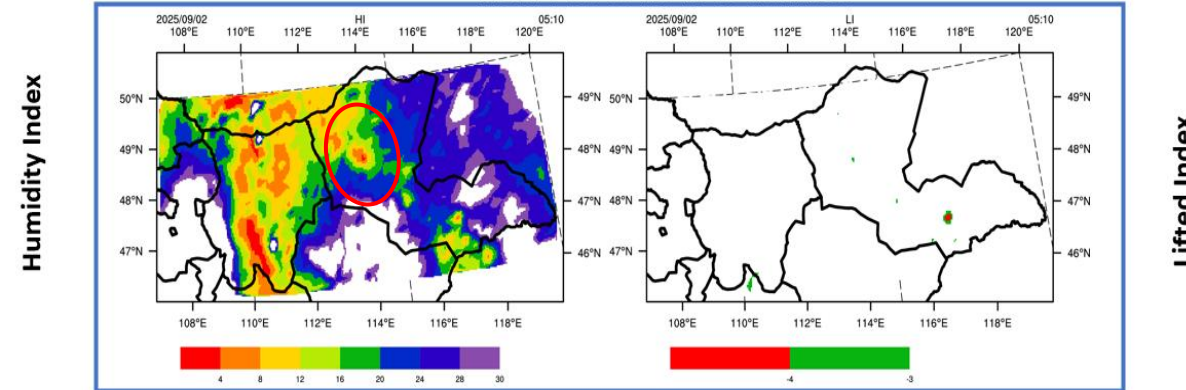 Humidity Index
2025/09/02 HI 05:10
108°E 110°E 112°E 114°E 116°E 118°E 120°E
50°N 49°N
49°N 48°N
48°N 47°N
47°N 46°N
108°E 110°E 112°E 114°E 116°E 118°E
4 8 12 16 20 24 28 30
2025/09/02 LI 05:10
108°E 110°E 112°E 114°E 116°E 118°E 120°E
50°N 49°N
49°N 48°N
48°N 47°N
47°N 46°N
108°E 110°E 112°E 114°E 116°E 118°E
-4 -3
Lifted Index